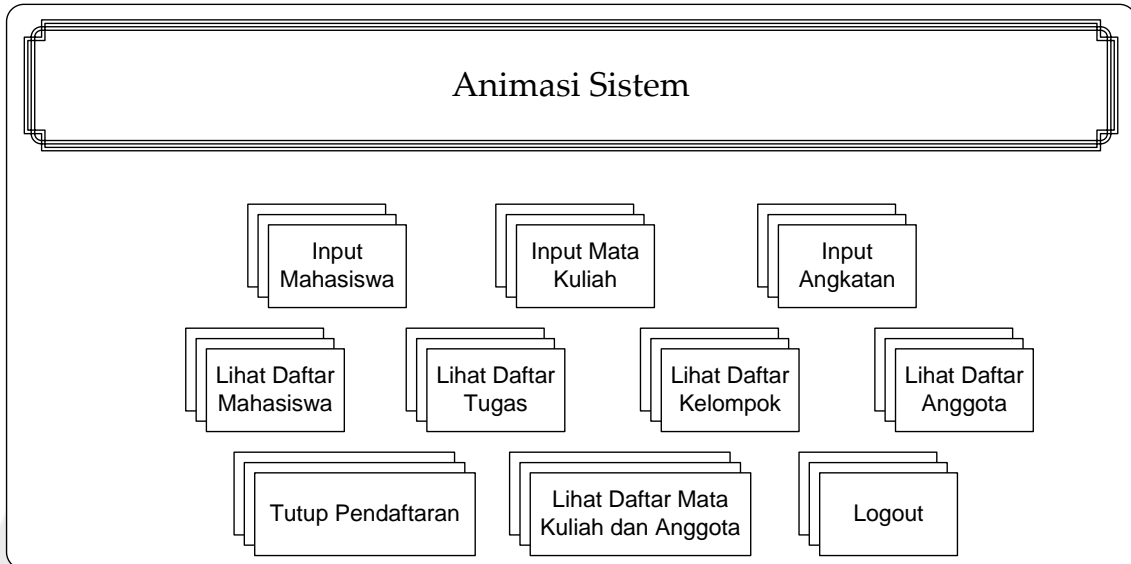 Animasi Sistem
Input
Mahasiswa
Input Mata
Kuliah
Input
Angkatan
Lihat Daftar
Mahasiswa
Lihat Daftar
Tugas
Lihat Daftar
Kelompok
Lihat Daftar
Anggota
Tutup Pendaftaran
Lihat Daftar Mata
Kuliah dan Anggota
Logout